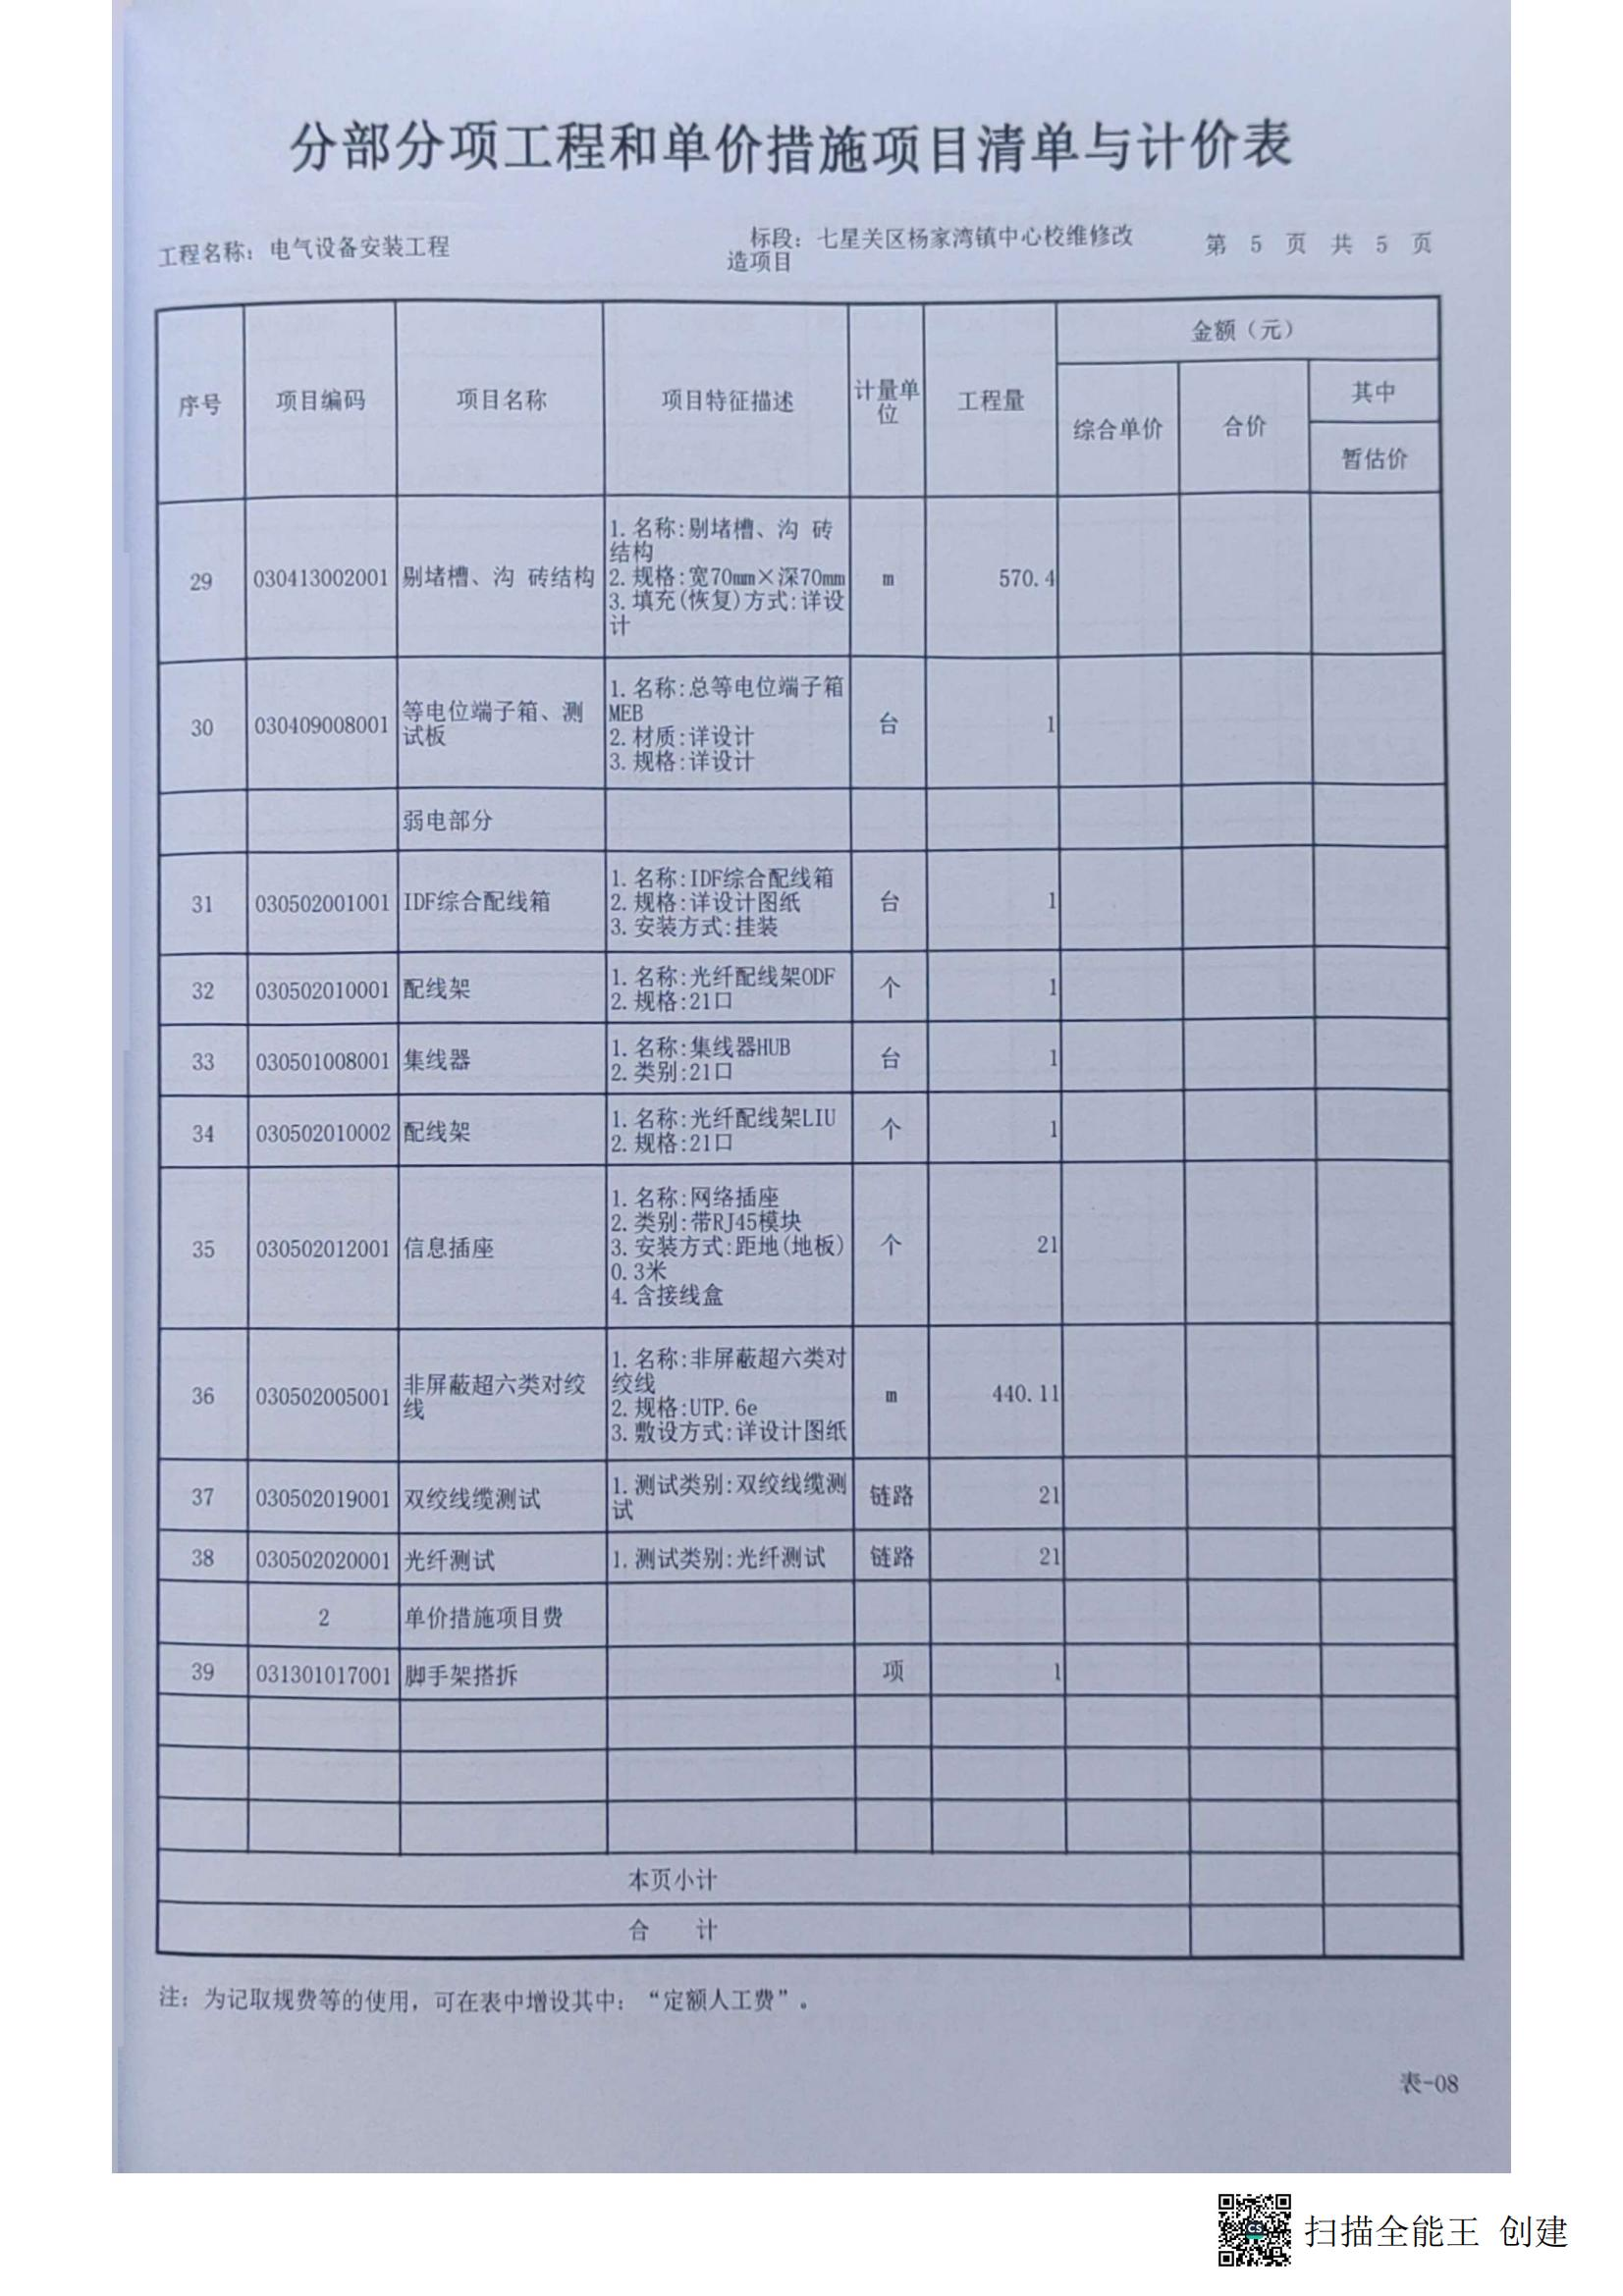 分部分项工程和单价措施项目清单与计价表
工程名称：电气设备安装工程
标段：七星关区杨家湾镇中心校维修改
造项目
第 5 页 共 5 页
序号
项目编码
项目名称
项目特征描述
计量单
位
工程量
金额（元）
综合单价
合价
其中
暂估价
29
030413002001
剔堵槽、沟 砖结构
1.名称:剔堵槽、沟 砖
结构
2.规格:宽70mm×深70mm
3.填充(恢复)方式:详设
计
m
570.4
30
030409008001
等电位端子箱、测
试板
1.名称:总等电位端子箱
MEB
2.材质:详设计
3.规格:详设计
台
1
弱电部分
31
030502001001
IDF综合配线箱
1.名称:IDF综合配线箱
2.规格:详设计图纸
3.安装方式:挂装
台
1
32
030502010001
配线架
1.名称:光纤配线架ODF
2.规格:21口
个
1
33
030501008001
集线器
1.名称:集线器HUB
2.类别:21口
台
1
34
030502010002
配线架
1.名称:光纤配线架LIU
2.规格:21口
个
1
35
030502012001
信息插座
1.名称:网络插座
2.类别:带RJ45模块
3.安装方式:距地(地板)
0.3米
4.含接线盒
个
21
36
030502005001
非屏蔽超六类对绞
线
1.名称:非屏蔽超六类对
绞线
2.规格:UTP.6e
3.敷设方式:详设计图纸
m
440.11
37
030502019001
双绞线缆测试
1.测试类别:双绞线缆测
试
链路
21
38
030502020001
光纤测试
1.测试类别:光纤测试
链路
21
2
单价措施项目费
39
031301017001
脚手架搭拆
项
1
本页小计
合 计
注：为记取规费等的使用，可在表中增设其中：“定额人工费”。
表-08
CS
扫描全能王 创建